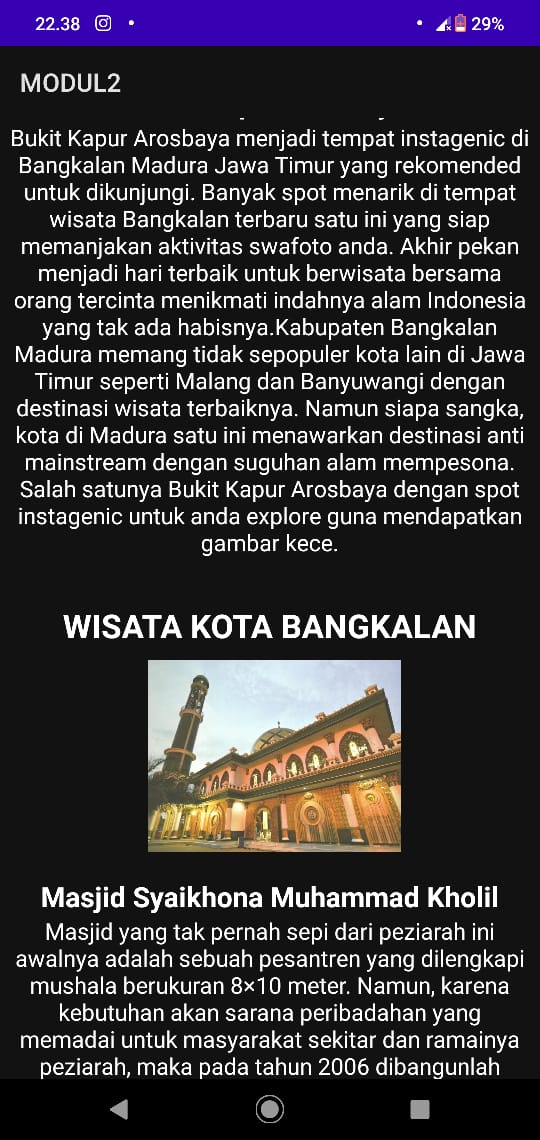 22.38
29%
MODUL2
Bukit Kapur Arosbaya menjadi tempat instagenic di
Bangkalan Madura Jawa Timur yang rekomended
untuk dikunjungi. Banyak spot menarik di tempat
wisata Bangkalan terbaru satu ini yang siap
memanjakan aktivitas swafoto anda. Akhir pekan
menjadi hari terbaik untuk berwisata bersama
orang tercinta menikmati indahnya alam Indonesia
yang tak ada habisnya.Kabupaten Bangkalan
Madura memang tidak sepopuler kota lain di Jawa
Timur seperti Malang dan Banyuwangi dengan
destinasi wisata terbaiknya. Namun siapa sangka,
kota di Madura satu ini menawarkan destinasi anti
mainstream dengan suguhan alam mempesona.
Salah satunya Bukit Kapur Arosbaya dengan spot
instagenic untuk anda explore guna mendapatkan
gambar kece.
WISATA KOTA BANGKALAN
Masjid Syaikhona Muhammad Kholil
Masjid yang tak pernah sepi dari peziarah ini
awalnya adalah sebuah pesantren yang dilengkapi
mushala berukuran 8×10 meter. Namun, karena
kebutuhan akan sarana peribadahan yang
memadai untuk masyarakat sekitar dan ramainya
peziarah, maka pada tahun 2006 dibangunlah